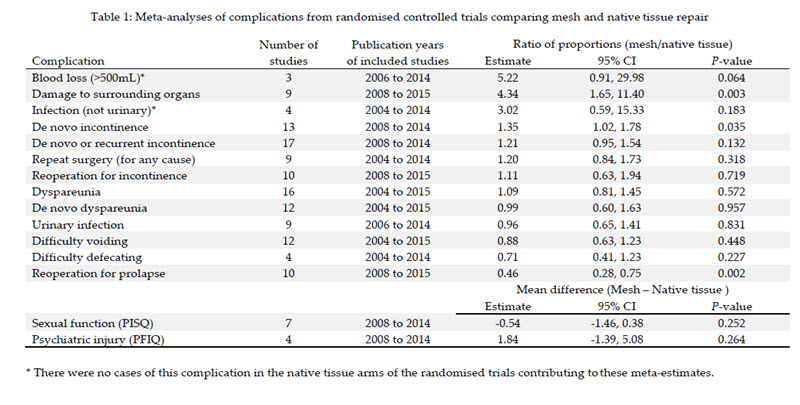 Table 1: Meta-analyses of complications from randomised controlled trials comparing mesh and native tissue repair
Number of Publication years Ratio of proportions (mesh/native tissue)
Complication studies of included studies Estimate 95% CI P-value
Blood loss (>500mL)* 3 2006 to 2014 5.22 0.91, 29.98 0.064
Damage to surrounding organs 9 2008 to 2015 4.34 1.65, 11.40 0.003
Infection (not urinary)* 4 2004 to 2014 3.02 0.59, 15.33 0.183
De novo incontinence 13 2008 to 2014 1.35 1.02, 1.78 0.035
De novo or recurrent incontinence 17 2008 to 2014 1.21 0.95, 1.54 0.132
Repeat surgery (for any cause) 9 2004 to 2014 1.20 0.84, 1.73 0.318
Reoperation for incontinence 10 2008 to 2015 1.11 0.63, 1.94 0.719
Dyspareunia 16 2004 to 2015 1.09 0.81, 1.45 0.572
De novo dyspareunia 12 2004 to 2015 0.99 0.60, 1.63 0.957
Urinary infection 9 2006 to 2014 0.96 0.65, 1.41 0.831
Difficulty voiding 12 2004 to 2015 0.88 0.63, 1.23 0.448
Difficulty defecating 4 2004 to 2014 0.71 0.41, 1.23 0.227
Reoperation for prolapse 10 2008 to 2015 0.46 0.28, 0.75 0.002
Mean difference (Mesh – Native tissue )
Estimate 95% CI P-value
Sexual function (PISQ) 7 2008 to 2014 -0.54 -1.46, 0.38 0.252
Psychiatric injury (PFIQ) 4 2008 to 2014 1.84 -1.39, 5.08 0.264
* There were no cases of this complication in the native tissue arms of the randomised trials contributing to these meta-estimates.